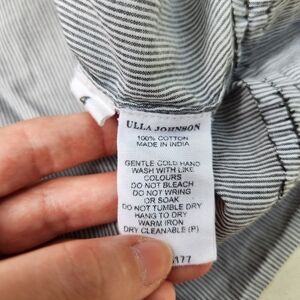 ULLA JOHNSON
100% COTTON
MADE IN INDIA
GENTLE COLD HAND
WASH WITH LIKE
COLOURS
DO NOT BLEACH
DO NOT WRING
OR SOAK
DO NOT TUMBLE DRY
HANG TO DRY
WARM IRON
DRY CLEANABLE (P)